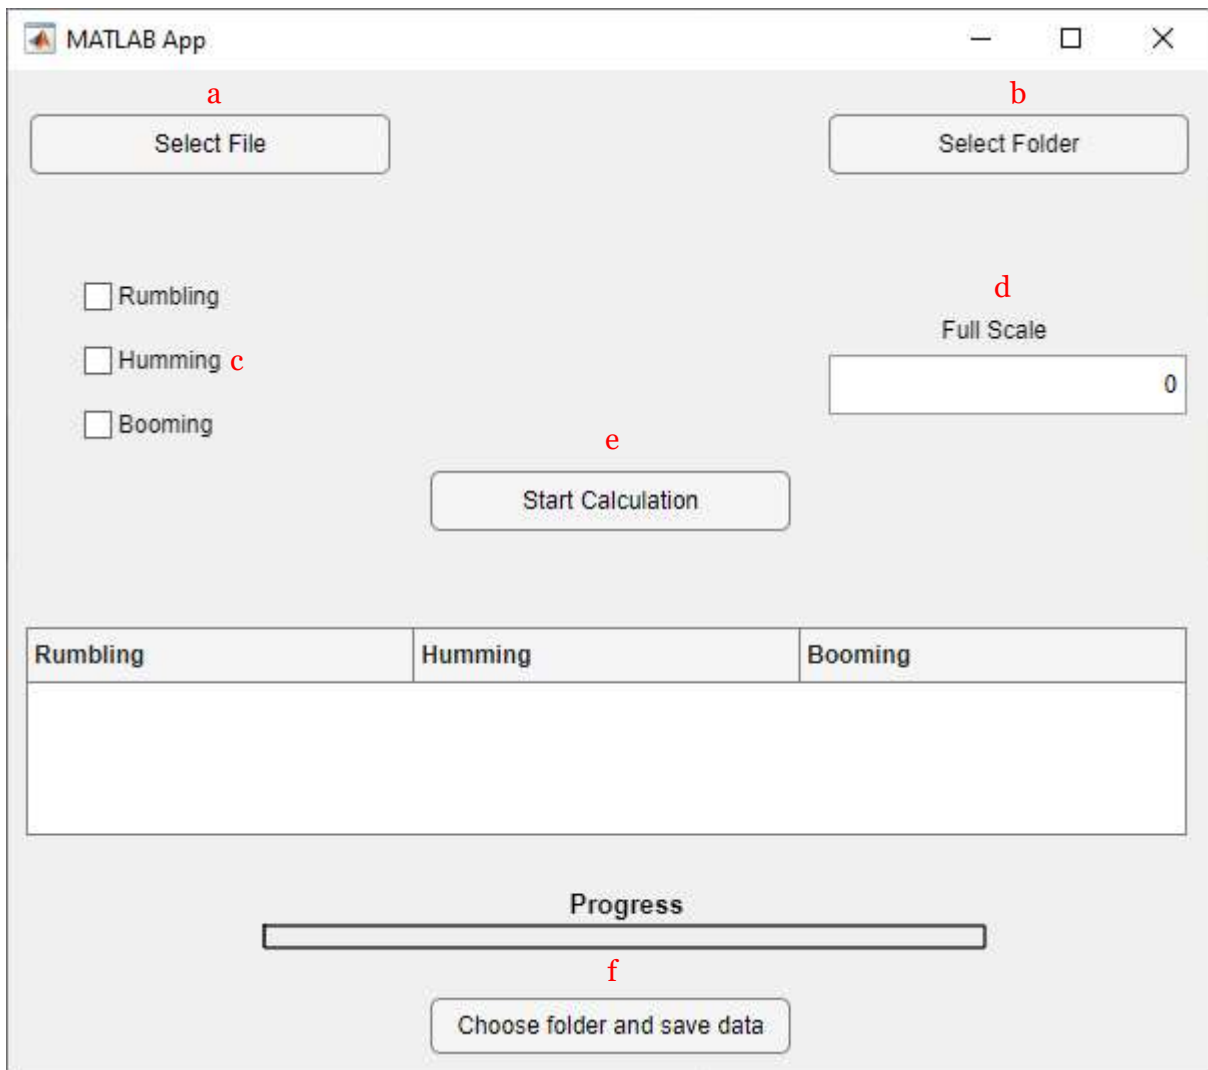 MATLAB App
a
b
Select File
Select Folder
Rumbling
d
Full Scale
Humming c
0
Booming
e
Start Calculation
Rumbling Humming Booming
Progress
f
Choose folder and save data